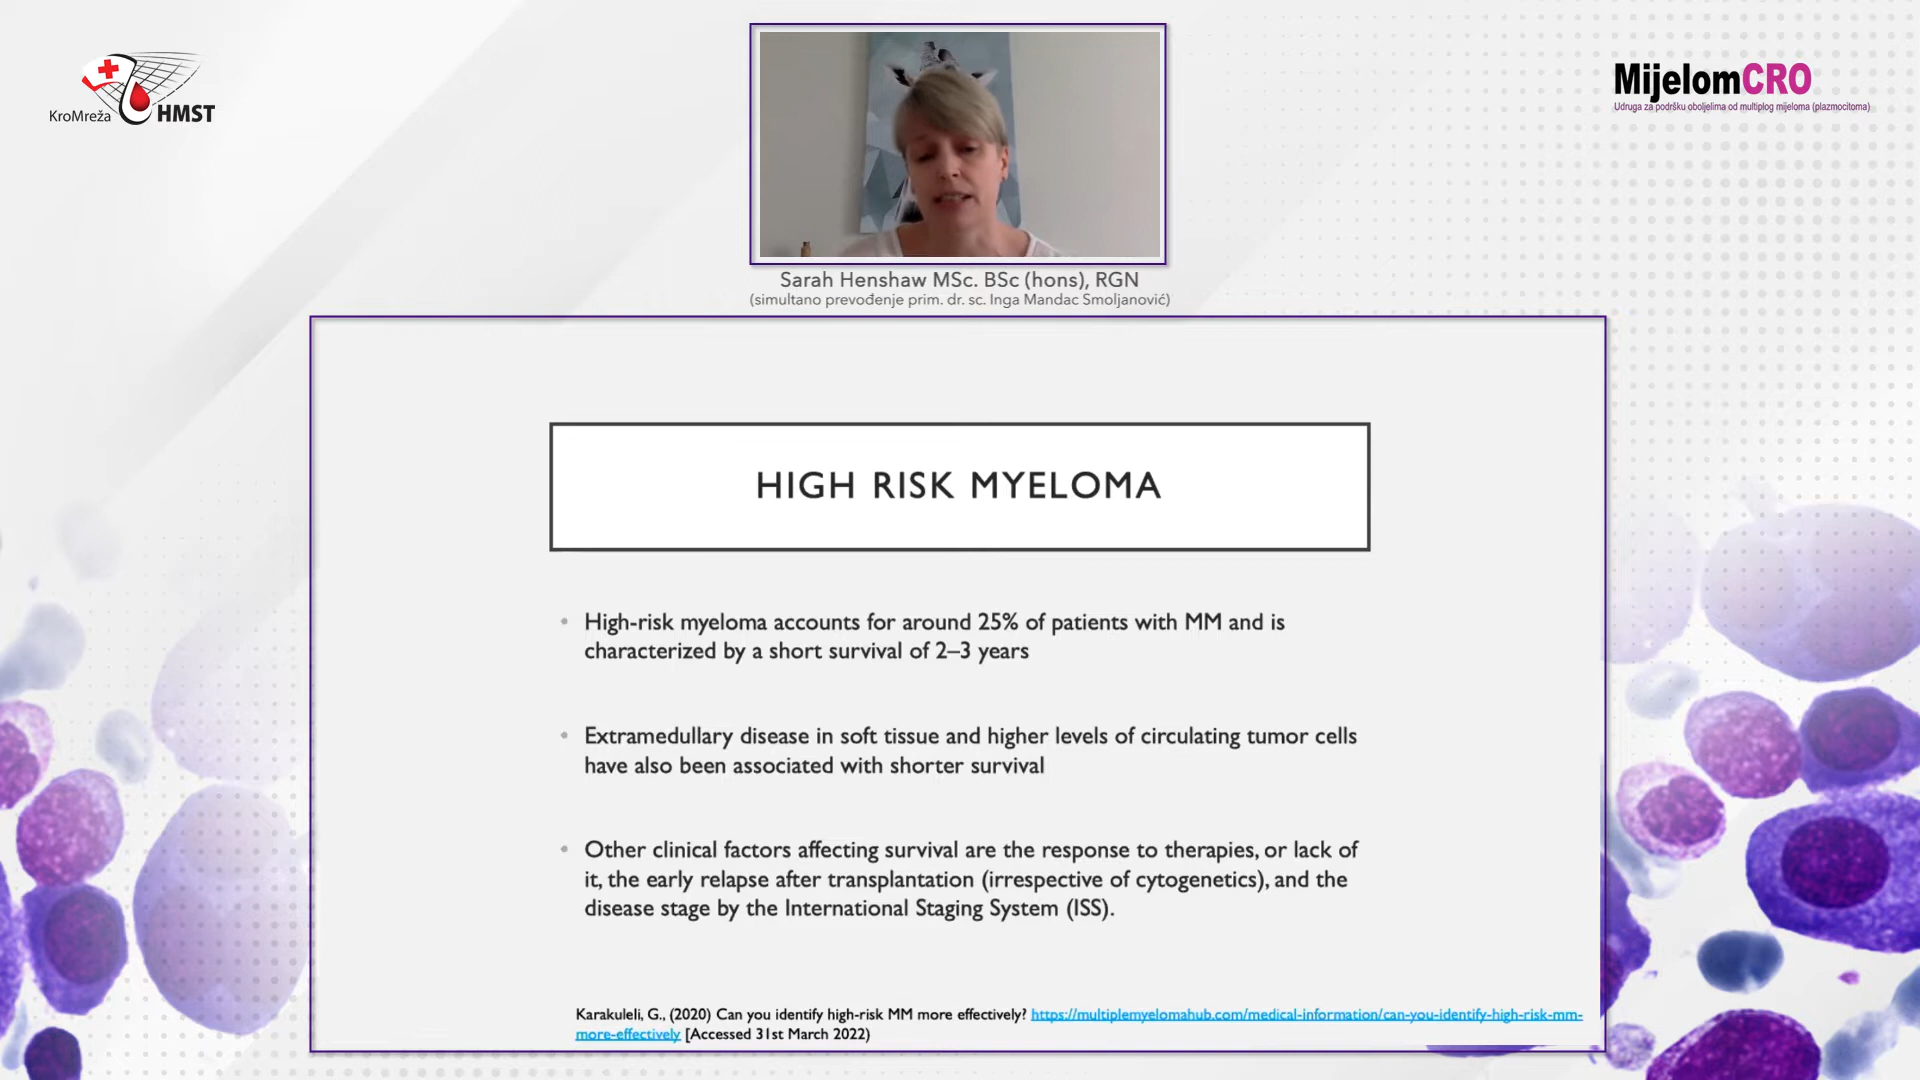 KroMreža HMST
MijelomCRO
Udruga za podršku oboljelima od multiplog mijeloma (plazmocitoma)
Sarah Henshaw MSc. BSc (hons), RGN
(simultano prevođenje prim. dr. sc. Inga Mandac Smoljanović)
HIGH RISK MYELOMA
• High-risk myeloma accounts for around 25% of patients with MM and is
characterized by a short survival of 2–3 years
• Extramedullary disease in soft tissue and higher levels of circulating tumor cells
have also been associated with shorter survival
• Other clinical factors affecting survival are the response to therapies, or lack of
it, the early relapse after transplantation (irrespective of cytogenetics), and the
disease stage by the International Staging System (ISS).
Karakuleli, G., (2020) Can you identify high-risk MM more effectively? https://multiplemyelomahub.com/medical-information/can-you-identify-high-risk-mm-
more-effectively [Accessed 31st March 2022)